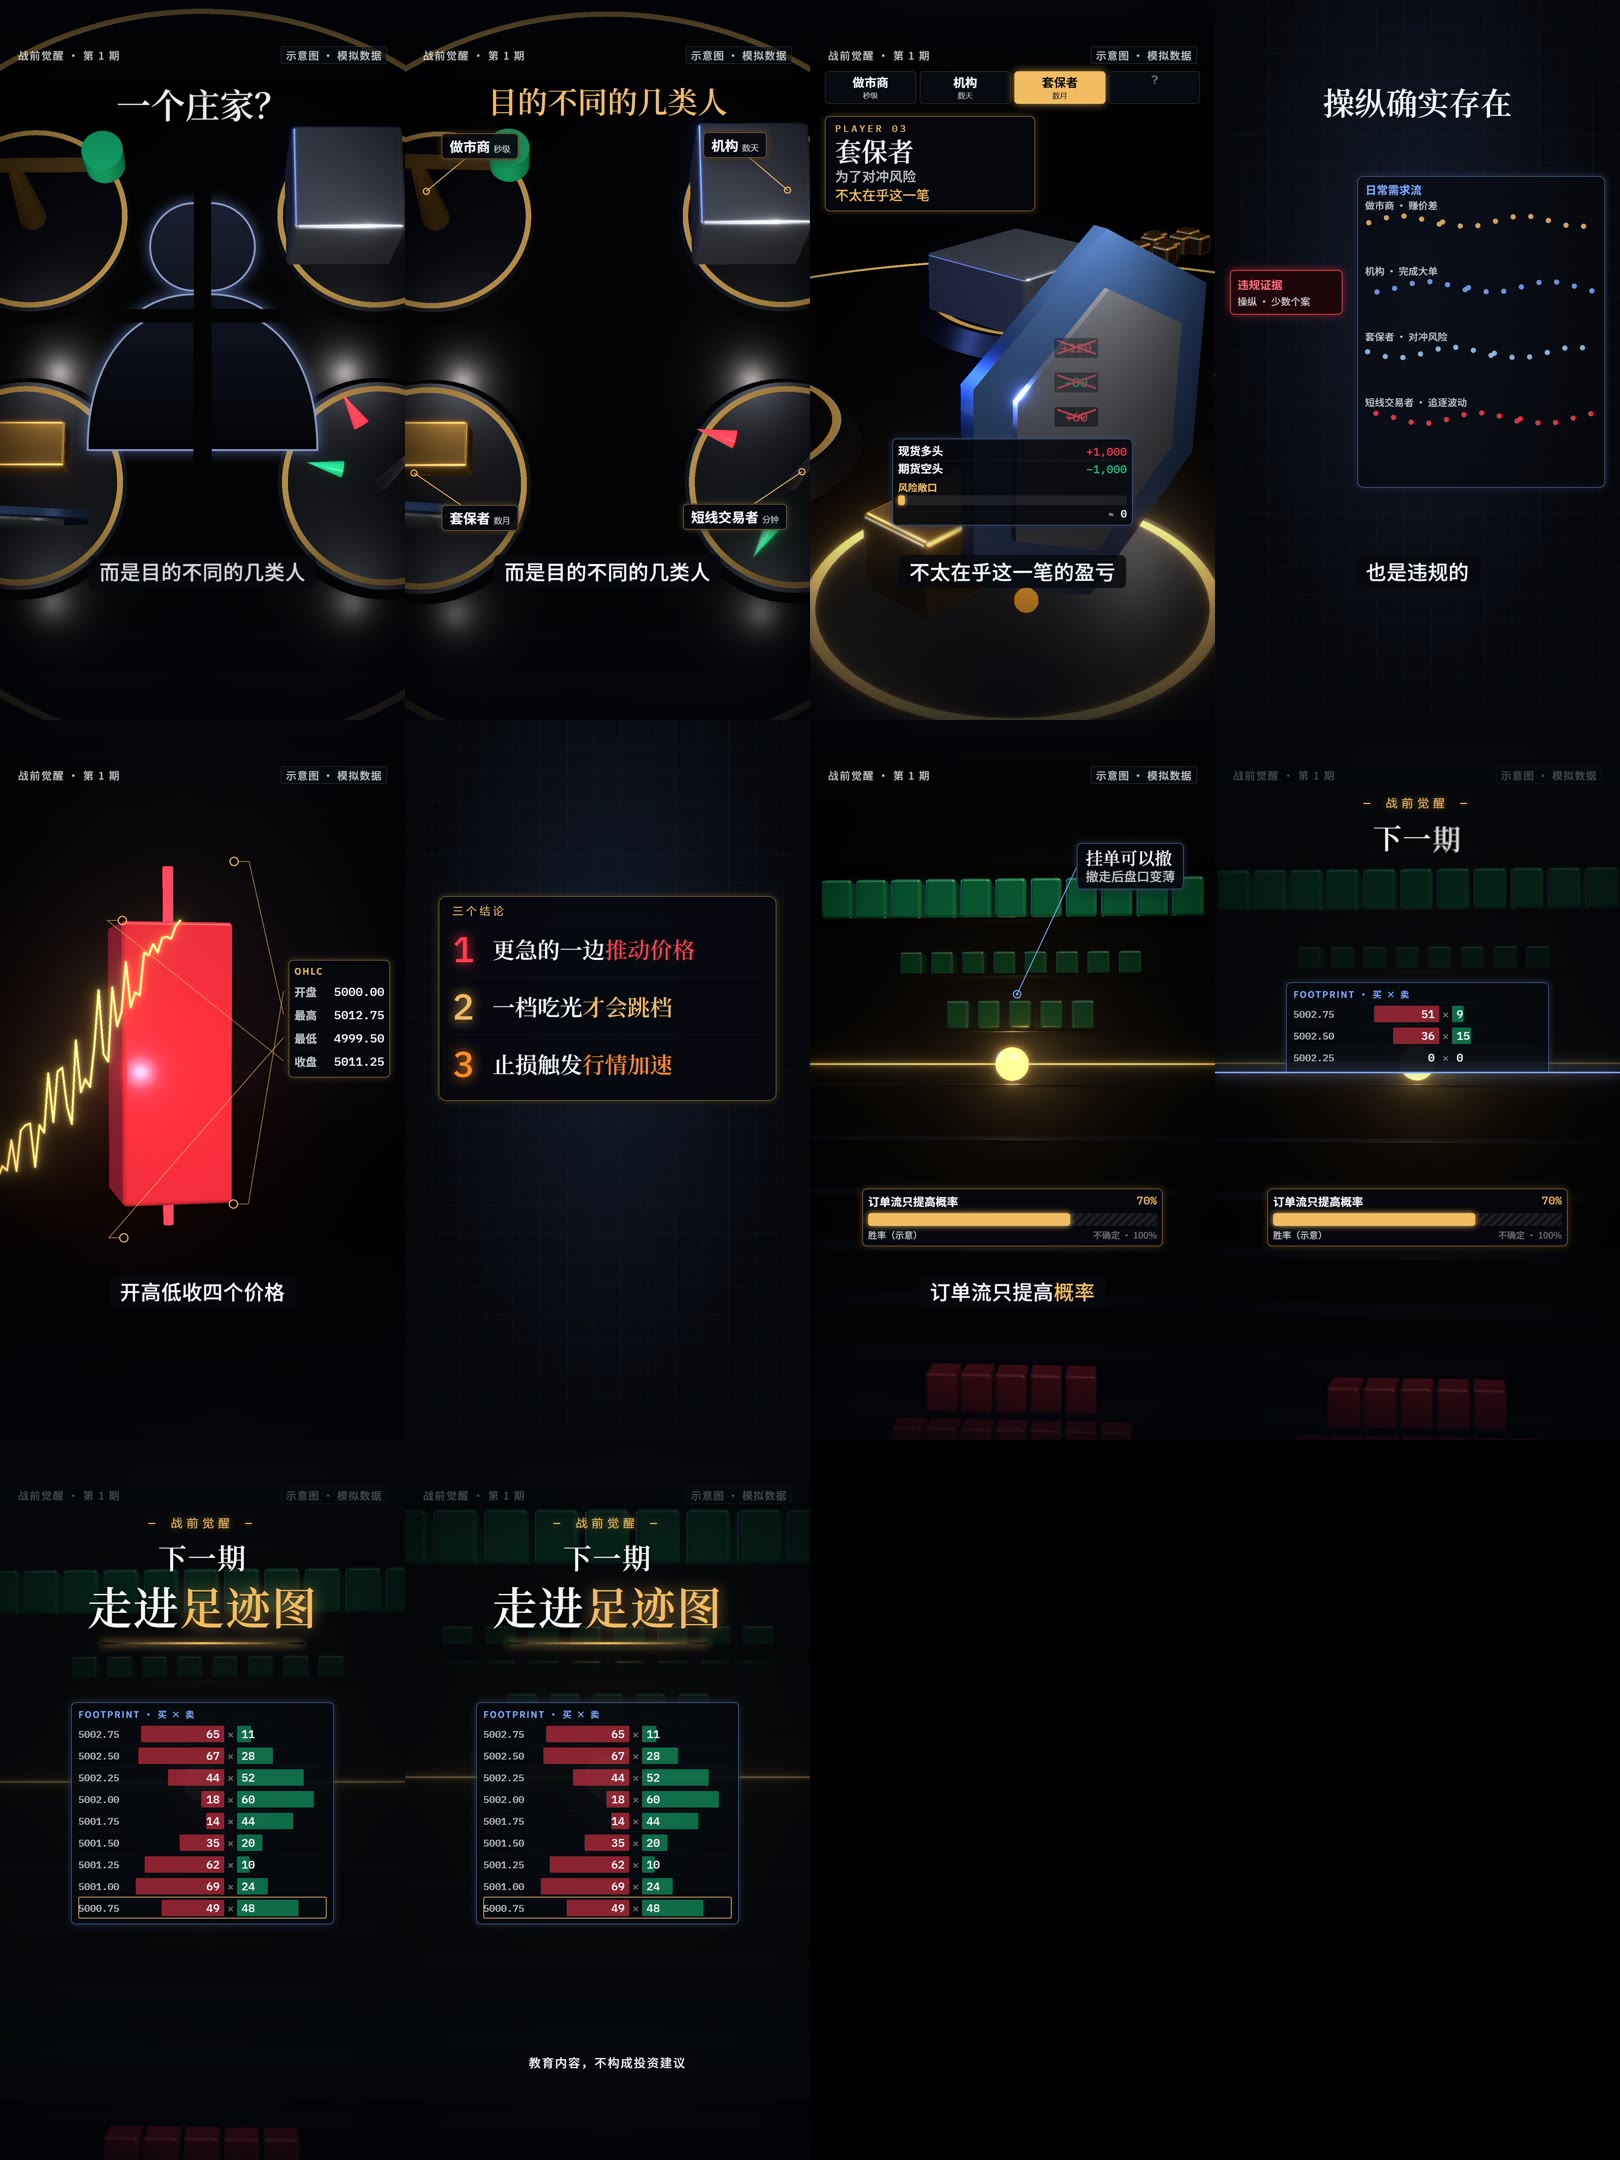 战前觉醒 · 第 1 期
示意图 · 模拟数据
一个庄家?
而是目的不同的几类人
战前觉醒 · 第 1 期
示意图 · 模拟数据
目的不同的几类人
做市商 秒级
机构 数天
套保者 数月
短线交易者 分钟
而是目的不同的几类人
战前觉醒 · 第 1 期
示意图 · 模拟数据
做市商
秒级
机构
数天
套保者
数月
?
PLAYER 03
套保者
为了对冲风险
不太在乎这一笔
现货多头 +1,000
期货空头 -1,000
风险敞口
≈ 0
不太在乎这一笔的盈亏
操纵确实存在
违规证据
操纵 · 少数个案
日常需求流
做市商 · 赚价差
机构 · 完成大单
套保者 · 对冲风险
短线交易者 · 追逐波动
也是违规的
战前觉醒 · 第 1 期
示意图 · 模拟数据
OHLC
开盘 5000.00
最高 5012.75
最低 4999.50
收盘 5011.25
开高低收四个价格
三个结论
1 更急的一边推动价格
2 一档吃光才会跳档
3 止损触发行情加速
战前觉醒 · 第 1 期
示意图 · 模拟数据
挂单可以撤
撤走后盘口变薄
订单流只提高概率 70%
胜率（示意） 不确定 · 100%
订单流只提高概率
战前觉醒 · 第 1 期
示意图 · 模拟数据
— 战前觉醒 —
下一期
FOOTPRINT · 买 × 卖
5002.75 51 × 9
5002.50 36 × 15
5002.25 0 × 0
订单流只提高概率 70%
胜率（示意） 不确定 · 100%
战前觉醒 · 第 1 期
示意图 · 模拟数据
— 战前觉醒 —
下一期
走进足迹图
FOOTPRINT · 买 × 卖
5002.75 65 × 11
5002.50 67 × 28
5002.25 44 × 52
5002.00 18 × 60
5001.75 14 × 44
5001.50 35 × 20
5001.25 62 × 10
5001.00 69 × 24
5000.75 49 × 48
战前觉醒 · 第 1 期
示意图 · 模拟数据
— 战前觉醒 —
下一期
走进足迹图
FOOTPRINT · 买 × 卖
5002.75 65 × 11
5002.50 67 × 28
5002.25 44 × 52
5002.00 18 × 60
5001.75 14 × 44
5001.50 35 × 20
5001.25 62 × 10
5001.00 69 × 24
5000.75 49 × 48
教育内容，不构成投资建议